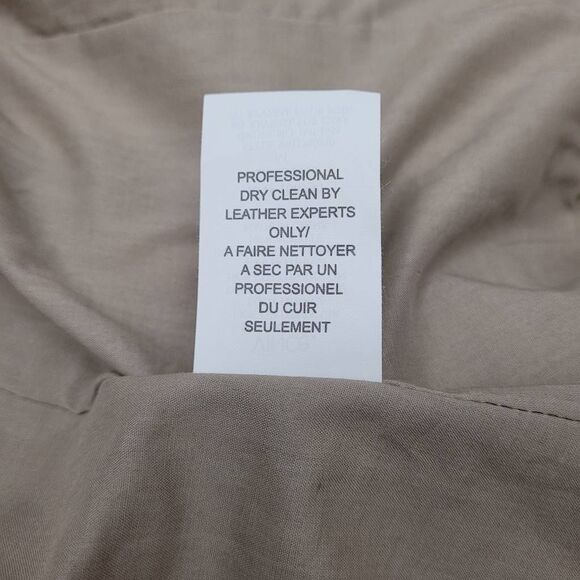 PROFESSIONAL
DRY CLEAN BY
LEATHER EXPERTS
ONLY/
A FAIRE NETTOYER
A SEC PAR UN
PROFESSIONEL
DU CUIR
SEULEMENT